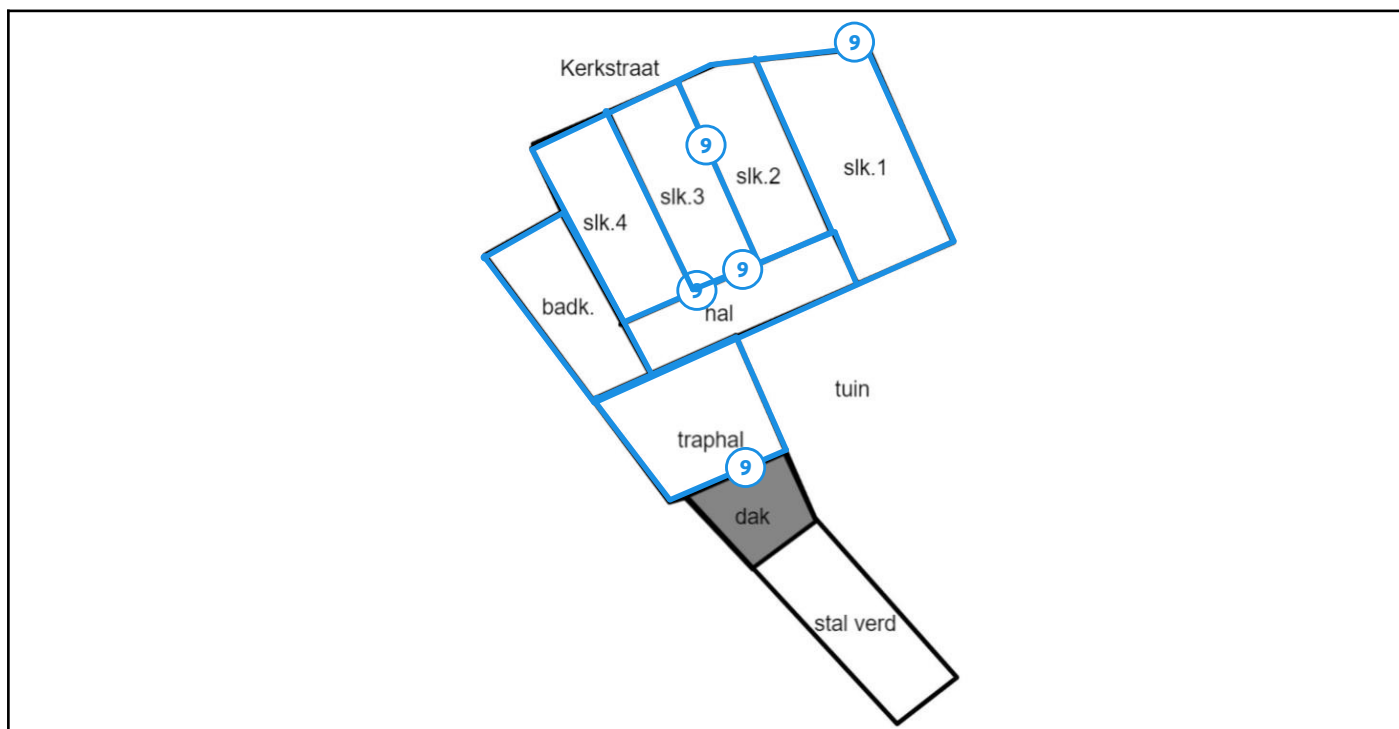 9
Kerkstraat
9
slk.1
slk.2
slk.3
slk.4
9
9
badk.
hal
tuin
traphal
9
dak
stal verd